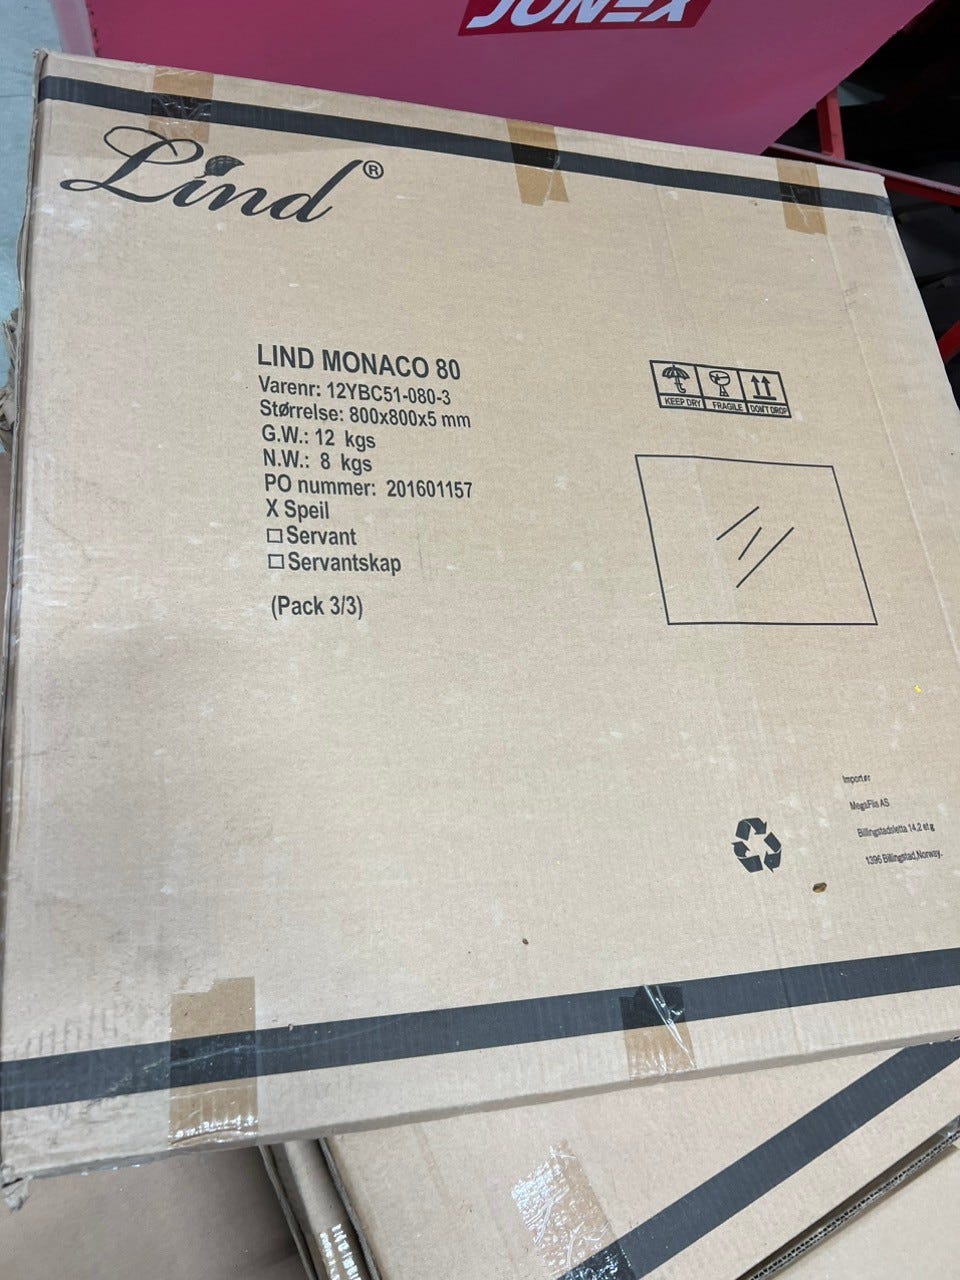 JONEX
Lind®
LIND MONACO 80
Varenr: 12YBC51-080-3
Størrelse: 800x800x5 mm
G.W.: 12 kgs
N.W.: 8 kgs
PO nummer: 201601157
X Speil
☐ Servant
☐ Servantskap
(Pack 3/3)
KEEP DRY FRAGILE DON'T DROP
Importør
MegaFlis AS
Billingstadsletta 14,2 etg
1396 Billingstad,Norway.